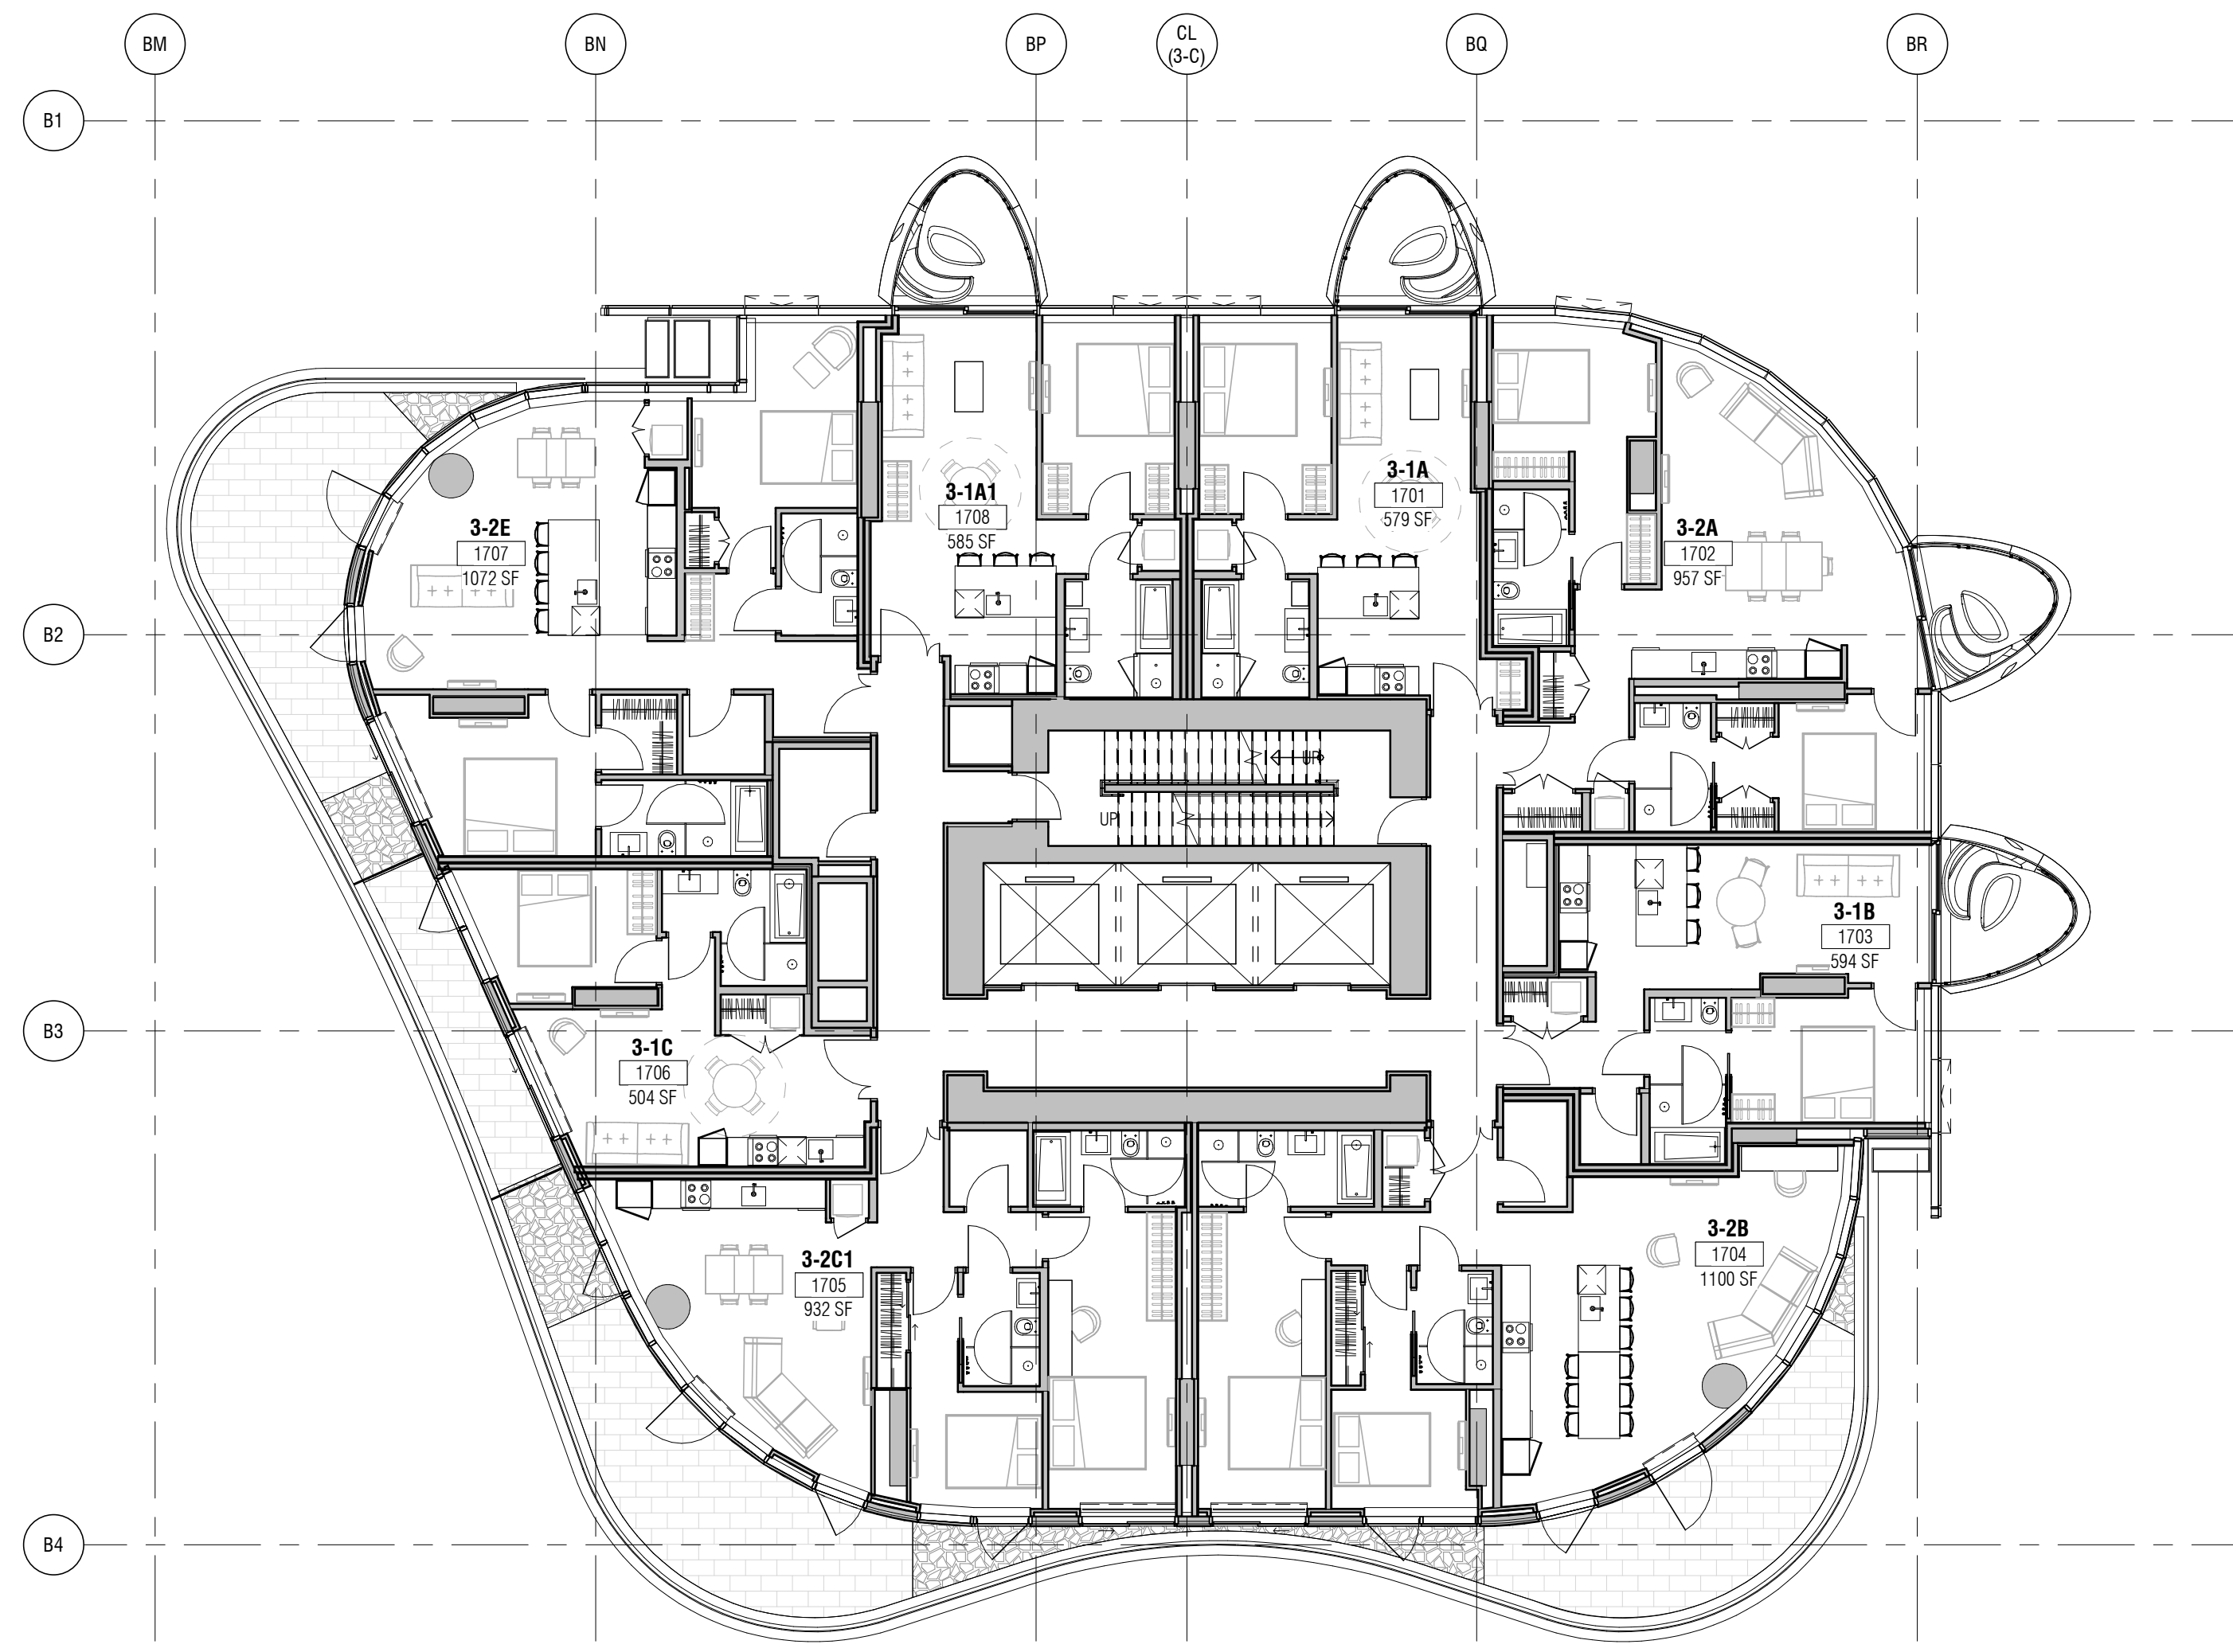 BM
BN
BP
CL
(3-C)
BQ
BR
B1
3-1A
1701
579 SF
3-1A1
1708
585 SF
3-2E
1707
1072 SF
3-2A
1702
957 SF
B2
UP
UP
3-1B
1703
594 SF
B3
3-1C
1706
504 SF
3-2B
1704
1100 SF
3-2C1
1705
932 SF
B4